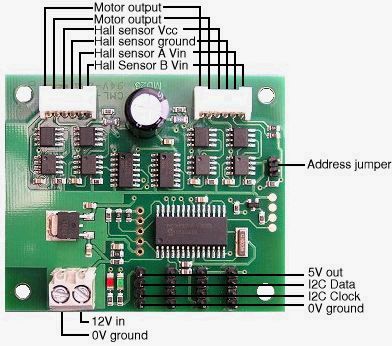 Motor output
Motor output
Hall sensor Vcc
Hall sensor ground
Hall sensor A Vin
Hall Sensor B Vin
Address jumper
5V out
I2C Data
I2C Clock
0V ground
12V in
0V ground